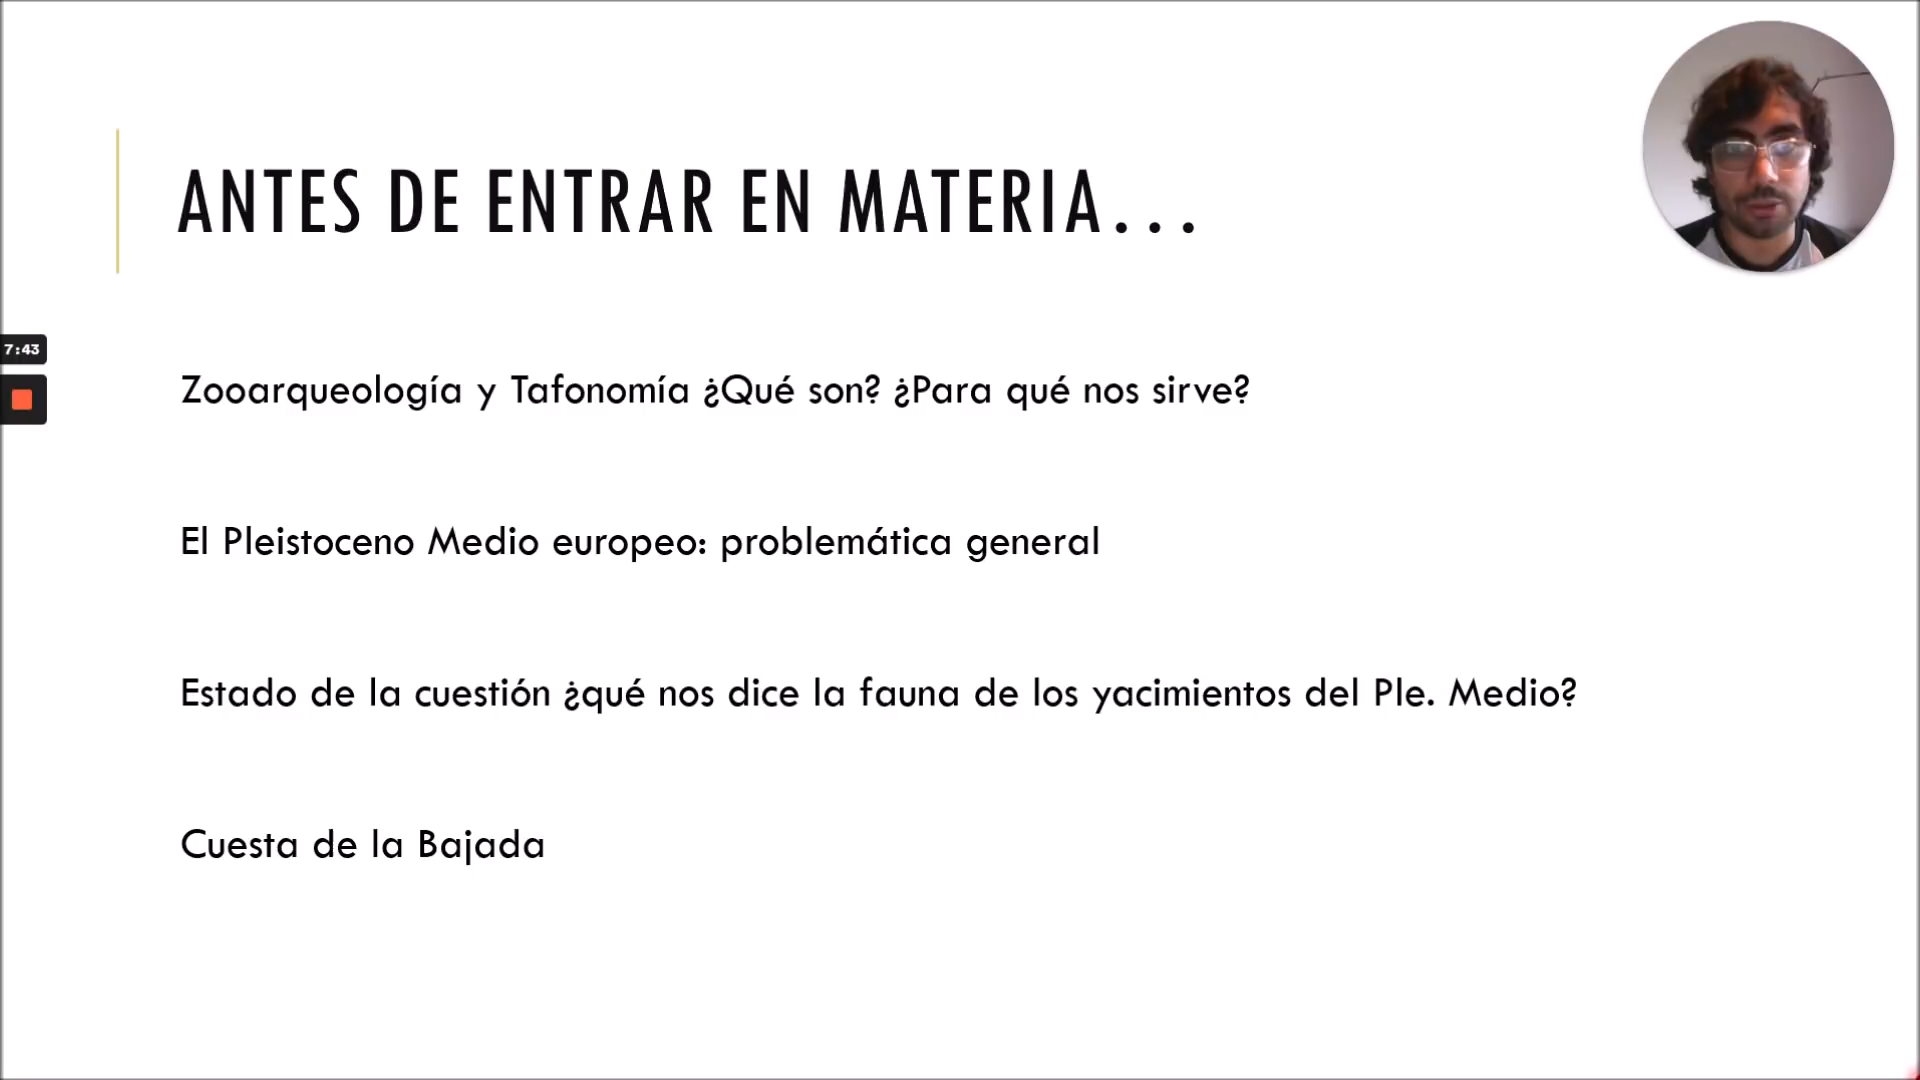 ANTES DE ENTRAR EN MATERIA...
7:43
Zooarqueología y Tafonomía ¿Qué son? ¿Para qué nos sirve?
El Pleistoceno Medio europeo: problemática general
Estado de la cuestión ¿qué nos dice la fauna de los yacimientos del Ple. Medio?
Cuesta de la Bajada